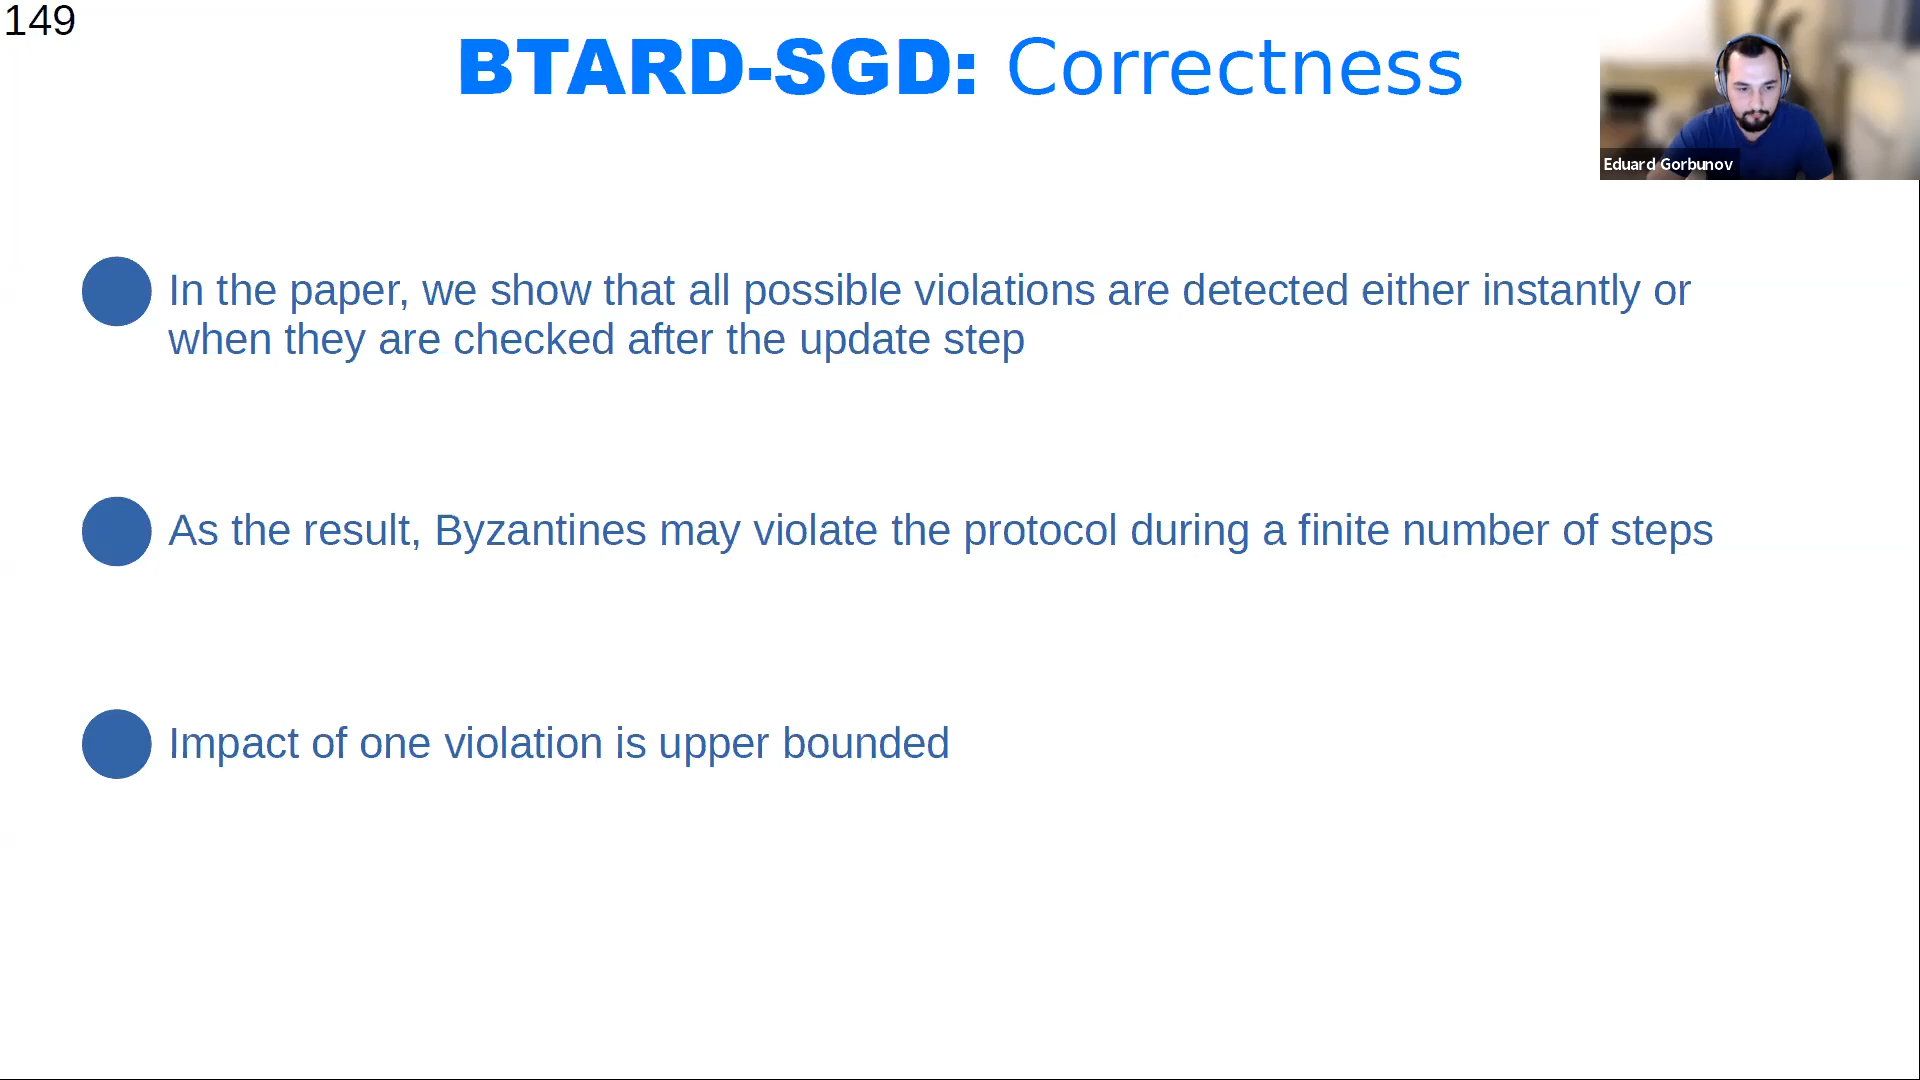 149
BTARD-SGD: Correctness
Eduard Gorbunov
In the paper, we show that all possible violations are detected either instantly or
when they are checked after the update step
As the result, Byzantines may violate the protocol during a finite number of steps
Impact of one violation is upper bounded